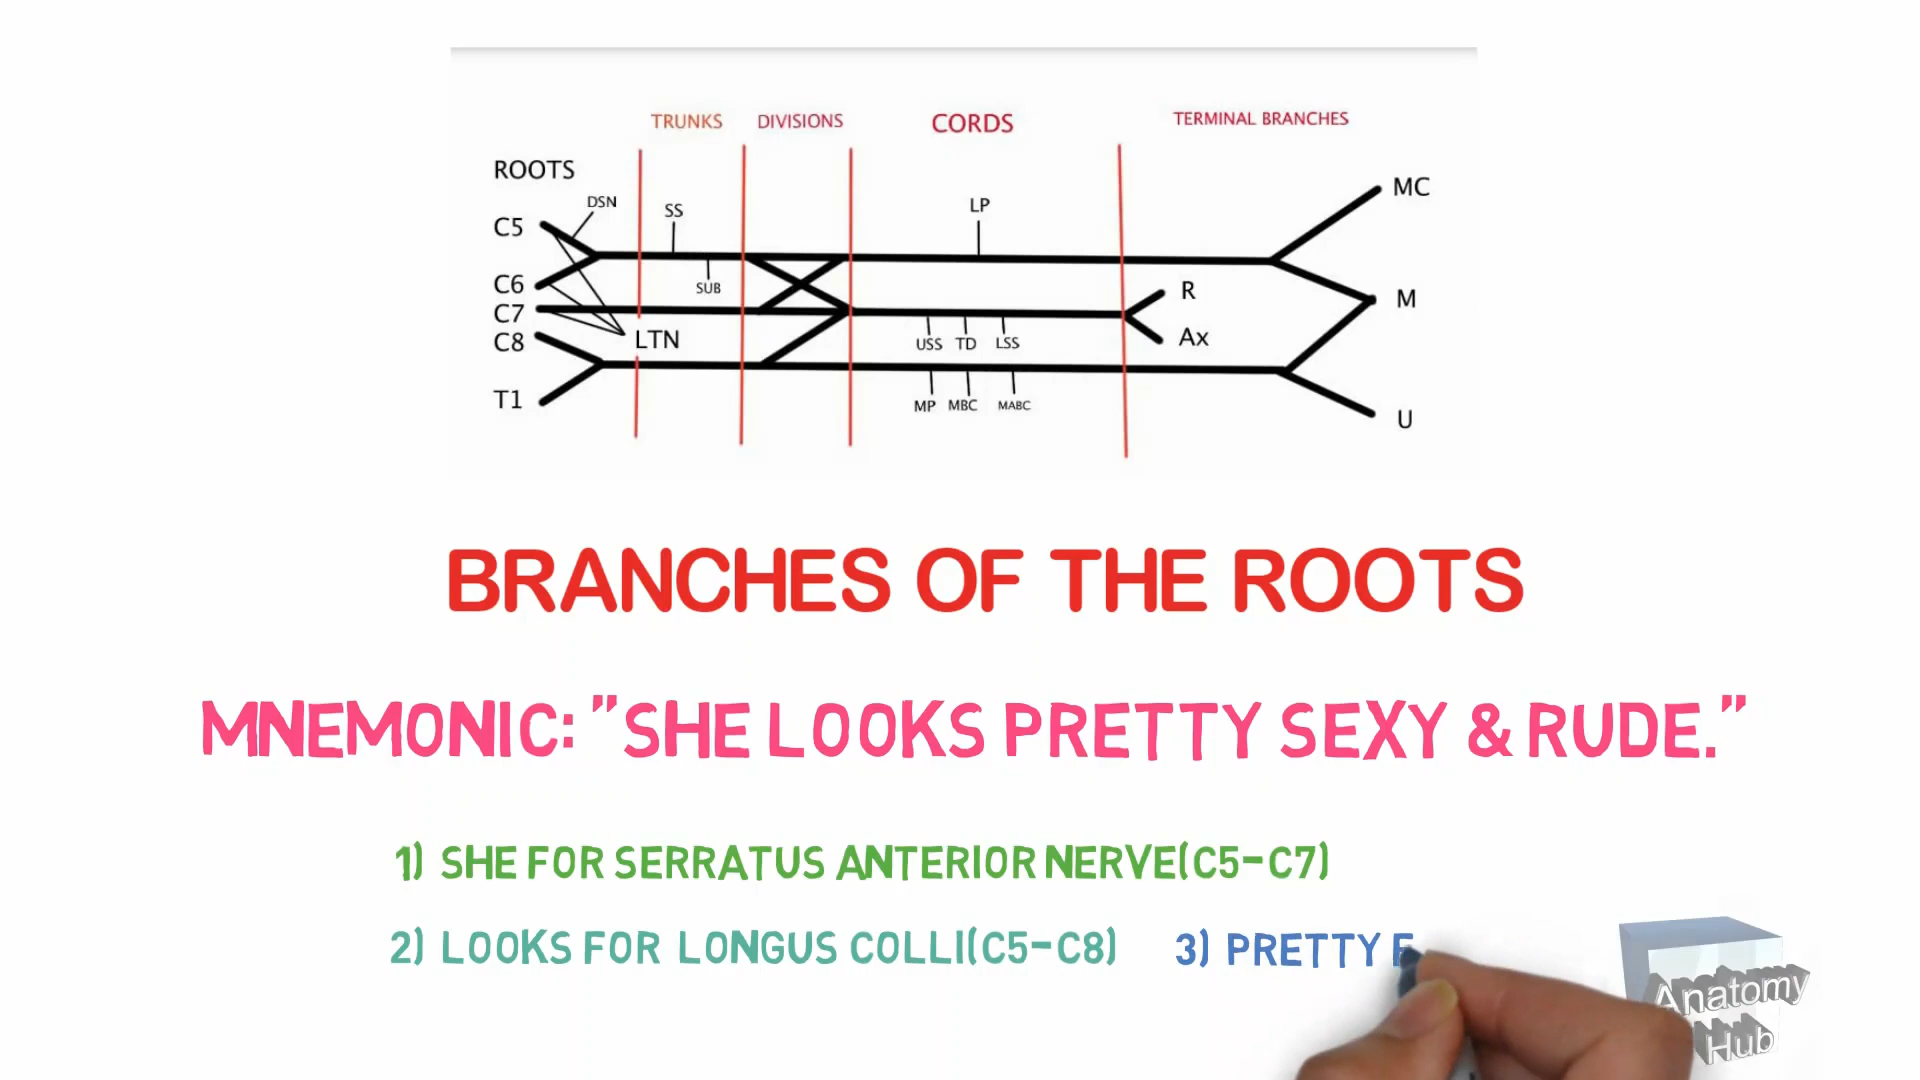 TRUNKS DIVISIONS CORDS TERMINAL BRANCHES
ROOTS
MC
DSN SS LP
C5
C6 SUB R M
C7
C8 LTN USS TD LSS Ax
T1 MP MBC MABC U
BRANCHES OF THE ROOTS
MNEMONIC: "SHE LOOKS PRETTY SEXY & RUDE."
1) SHE FOR SERRATUS ANTERIOR NERVE(C5-C7)
2) LOOKS FOR LONGUS COLLI(C5-C8) 3) PRETTY F
Anatomy
Hub